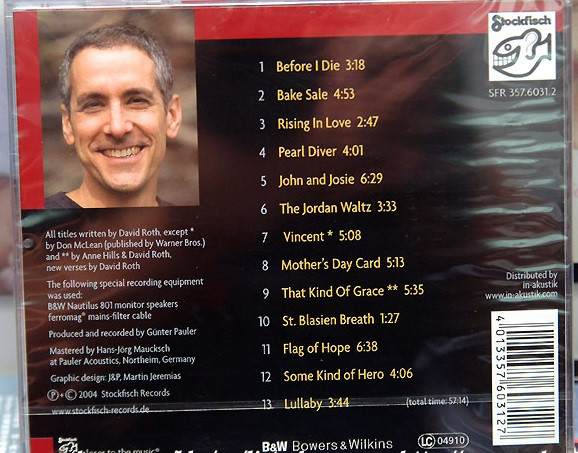 Stockfisch
SFR 357.6031.2
1 Before I Die 3:18
2 Bake Sale 4:53
3 Rising In Love 2:47
4 Pearl Diver 4:01
5 John and Josie 6:29
6 The Jordan Waltz 3:33
7 Vincent * 5:08
8 Mother's Day Card 5:13
9 That Kind Of Grace ** 5:35
10 St. Blasien Breath 1:27
11 Flag of Hope 6:38
12 Some Kind of Hero 4:06
13 Lullaby 3:44 (total time: 57:14)
All titles written by David Roth, except *
by Don McLean (published by Warner Bros.)
and ** by Anne Hills & David Roth,
new verses by David Roth
The following special recording equipment
was used:
B&W Nautilus 801 monitor speakers
ferromag® mains-filter cable
Produced and recorded by Günter Pauler
Mastered by Hans-Jörg Maucksch
at Pauler Acoustics, Northeim, Germany
Graphic design: J&P, Martin Jeremias
℗+© 2004 Stockfisch Records
www.stockfisch-records.de
Distributed by
in-akustik
www.in-akustik.com
4 013357 603127
Stockfisch
closer to the music®
B&W Bowers & Wilkins
LC 04910